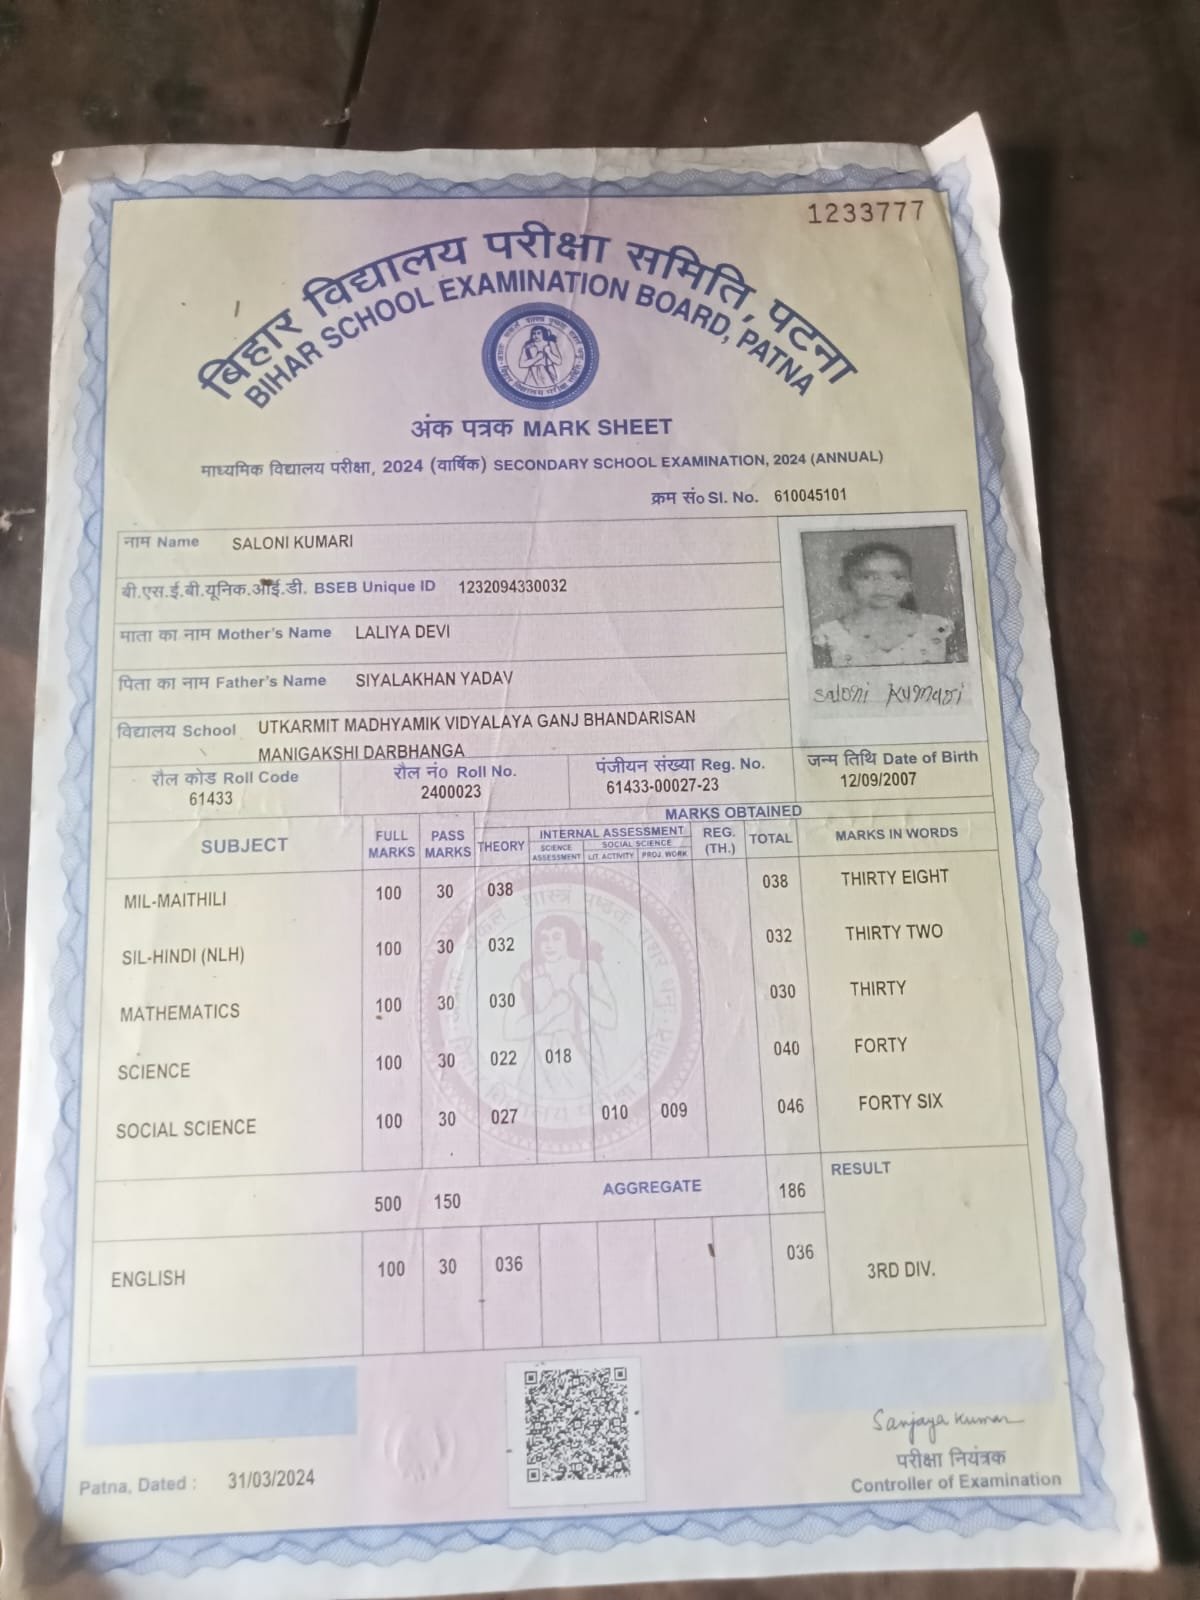 1233777
बिहार विद्यालय परीक्षा समिति, पटना
BIHAR SCHOOL EXAMINATION BOARD, PATNA
अंक पत्रक MARK SHEET
माध्यमिक विद्यालय परीक्षा, 2024 (वार्षिक) SECONDARY SCHOOL EXAMINATION, 2024 (ANNUAL)
क्रम सं० Sl. No. 610045101
नाम Name SALONI KUMARI
बी.एस.ई.बी.यूनिक.आई.डी. BSEB Unique ID 1232094330032
माता का नाम Mother's Name LALIYA DEVI
पिता का नाम Father's Name SIYALAKHAN YADAV
saloni kumari
विद्यालय School UTKARMIT MADHYAMIK VIDYALAYA GANJ BHANDARISAN
MANIGAKSHI DARBHANGA
रौल कोड Roll Code रौल नं० Roll No. पंजीयन संख्या Reg. No. जन्म तिथि Date of Birth
61433 2400023 61433-00027-23 12/09/2007
MARKS OBTAINED
SUBJECT FULL MARKS PASS MARKS THEORY INTERNAL ASSESSMENT REG. (TH.) TOTAL MARKS IN WORDS
SCIENCE ASSESSMENT SOCIAL SCIENCE LIT. ACTIVITY PROJ. WORK
MIL-MAITHILI 100 30 038 038 THIRTY EIGHT
SIL-HINDI (NLH) 100 30 032 032 THIRTY TWO
MATHEMATICS 100 30 030 030 THIRTY
SCIENCE 100 30 022 018 040 FORTY
SOCIAL SCIENCE 100 30 027 010 009 046 FORTY SIX
500 150 AGGREGATE 186 RESULT
ENGLISH 100 30 036 036 3RD DIV.
Sanjaya Kumar
परीक्षा नियंत्रक
Patna, Dated : 31/03/2024 Controller of Examination